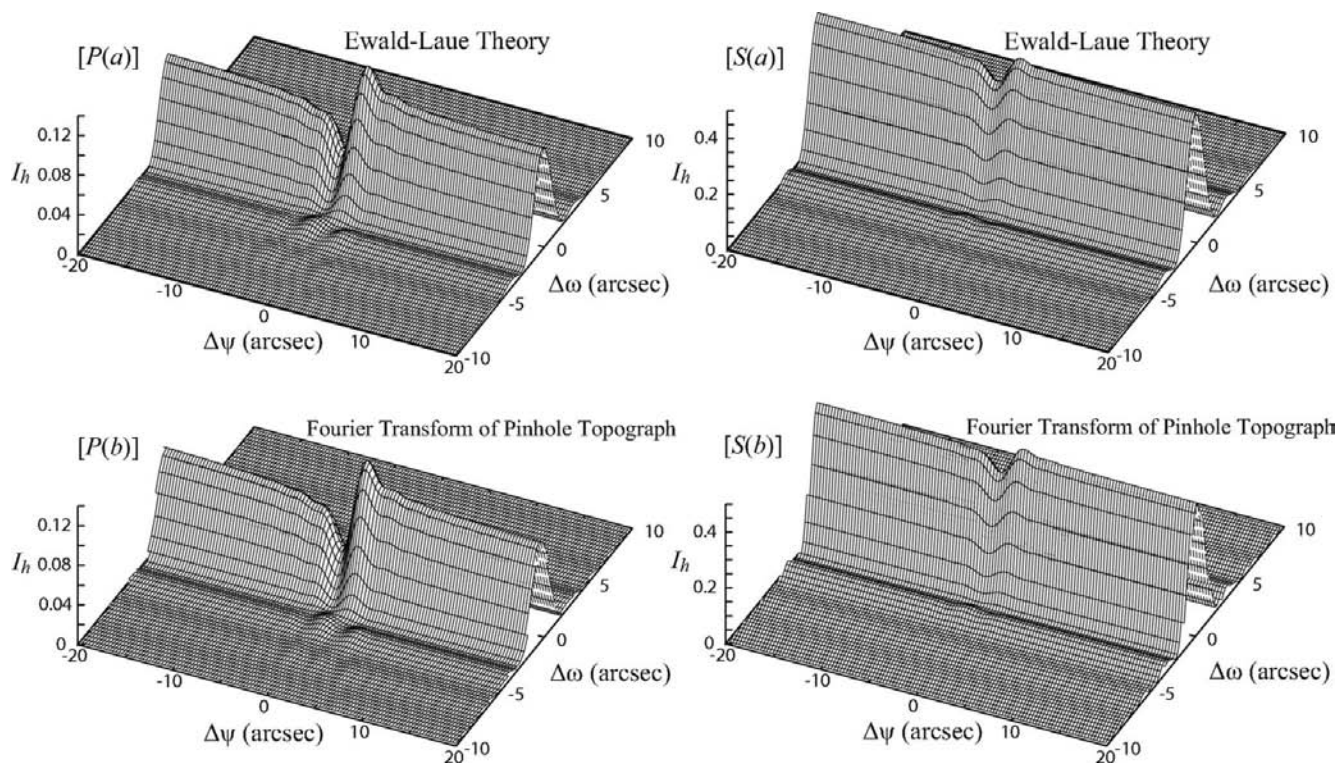 Ewald-Laue Theory
[P(a)]
0.12
I_h 0.08
0.04
0
-20
-10
0
10
20
Δψ (arcsec)
-10
-5
0
5
10
Δω (arcsec)
Ewald-Laue Theory
[S(a)]
0.4
I_h
0.2
0
-20
-10
0
10
20
Δψ (arcsec)
-10
-5
0
5
10
Δω (arcsec)
Fourier Transform of Pinhole Topograph
[P(b)]
0.12
I_h 0.08
0.04
0
-20
-10
0
10
20
Δψ (arcsec)
-10
-5
0
5
10
Δω (arcsec)
Fourier Transform of Pinhole Topograph
[S(b)]
0.4
I_h
0.2
0
-20
-10
0
10
20
Δψ (arcsec)
-10
-5
0
5
10
Δω (arcsec)